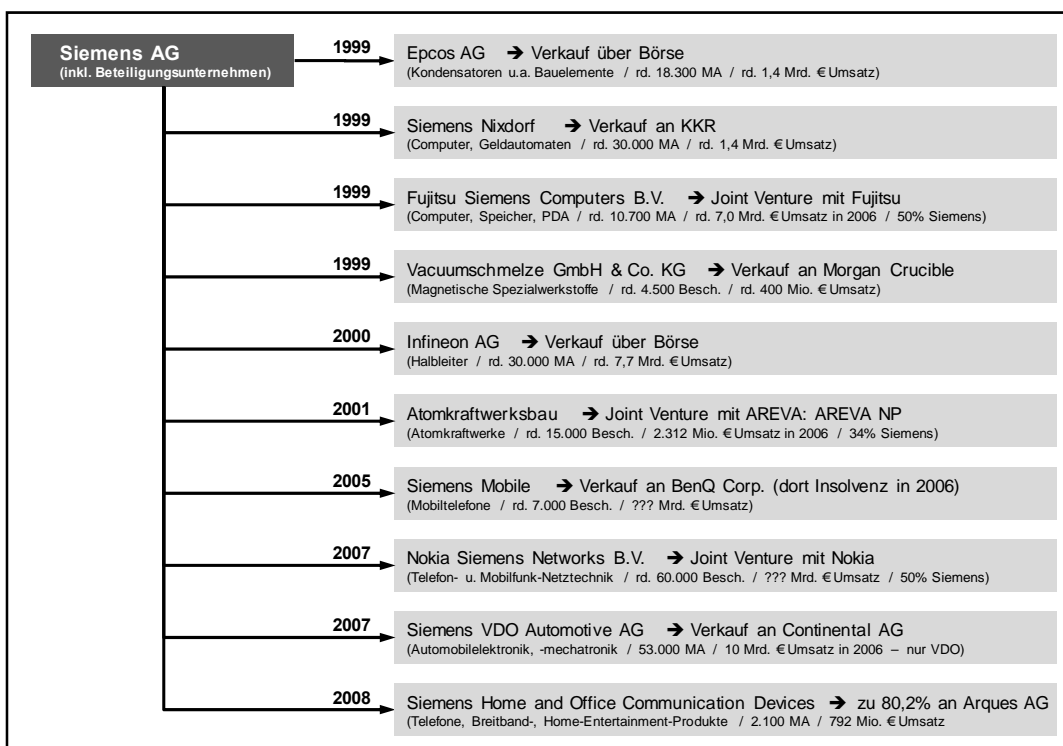 Siemens AG
(inkl. Beteiligungsunternehmen)
1999
Epcos AG ➔ Verkauf über Börse
(Kondensatoren u.a. Bauelemente / rd. 18.300 MA / rd. 1,4 Mrd. € Umsatz)
1999
Siemens Nixdorf ➔ Verkauf an KKR
(Computer, Geldautomaten / rd. 30.000 MA / rd. 1,4 Mrd. € Umsatz)
1999
Fujitsu Siemens Computers B.V. ➔ Joint Venture mit Fujitsu
(Computer, Speicher, PDA / rd. 10.700 MA / rd. 7,0 Mrd. € Umsatz in 2006 / 50% Siemens)
1999
Vacuumschmelze GmbH & Co. KG ➔ Verkauf an Morgan Crucible
(Magnetische Spezialwerkstoffe / rd. 4.500 Besch. / rd. 400 Mio. € Umsatz)
2000
Infineon AG ➔ Verkauf über Börse
(Halbleiter / rd. 30.000 MA / rd. 7,7 Mrd. € Umsatz)
2001
Atomkraftwerksbau ➔ Joint Venture mit AREVA: AREVA NP
(Atomkraftwerke / rd. 15.000 Besch. / 2.312 Mio. € Umsatz in 2006 / 34% Siemens)
2005
Siemens Mobile ➔ Verkauf an BenQ Corp. (dort Insolvenz in 2006)
(Mobiltelefone / rd. 7.000 Besch. / ??? Mrd. € Umsatz)
2007
Nokia Siemens Networks B.V. ➔ Joint Venture mit Nokia
(Telefon- u. Mobilfunk-Netztechnik / rd. 60.000 Besch. / ??? Mrd. € Umsatz / 50% Siemens)
2007
Siemens VDO Automotive AG ➔ Verkauf an Continental AG
(Automobilelektronik, -mechatronik / 53.000 MA / 10 Mrd. € Umsatz in 2006 – nur VDO)
2008
Siemens Home and Office Communication Devices ➔ zu 80,2% an Arques AG
(Telefone, Breitband-, Home-Entertainment-Produkte / 2.100 MA / 792 Mio. € Umsatz